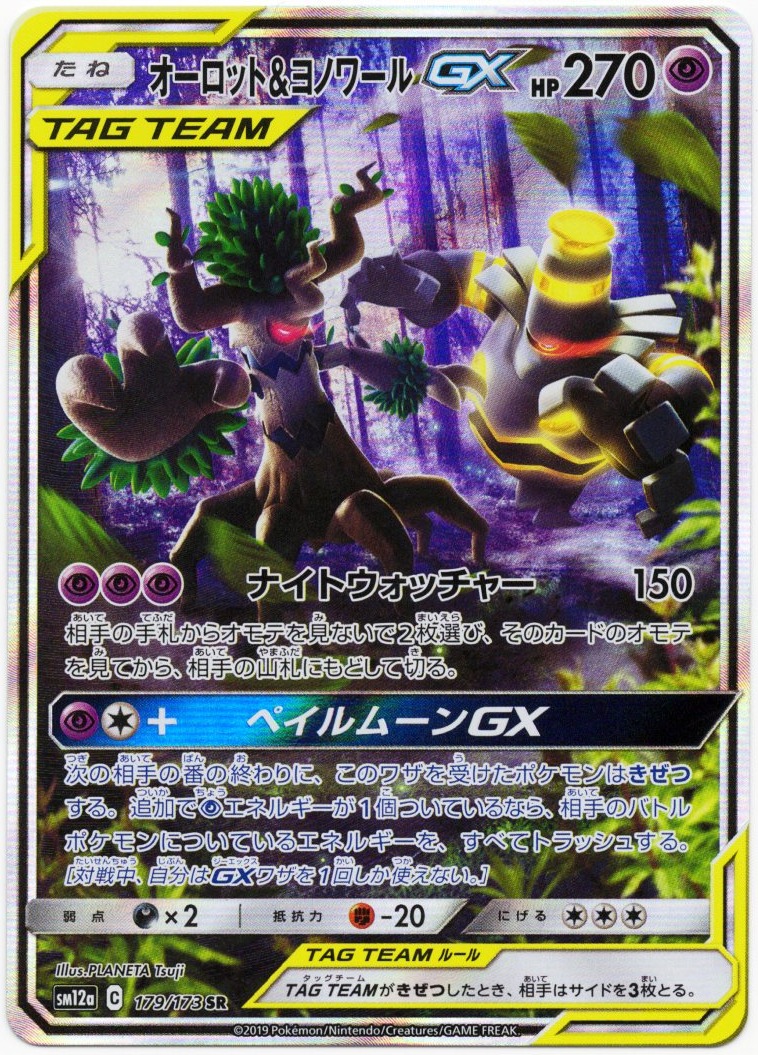 たね
オーロット&ヨノワールGX HP270
TAG TEAM
ナイトウォッチャー 150
相手の手札からオモテを見ないで2枚選び、そのカードのオモテ
を見てから、相手の山札にもどして切る。
+ ペイルムーンGX
次の相手の番の終わりに、このワザを受けたポケモンはきぜつ
する。追加でエネルギーが1個ついているなら、相手のバトル
ポケモンについているエネルギーを、すべてトラッシュする。
[対戦中、自分はGXワザを1回しか使えない。]
弱点 ×2 抵抗力 -20 にげる
TAG TEAM ルール
TAG TEAMがきぜつしたとき、相手はサイドを3枚とる。
Illus.PLANETA Tsuji
sm12a C 179/173 SR
©2019 Pokémon/Nintendo/Creatures/GAME FREAK.